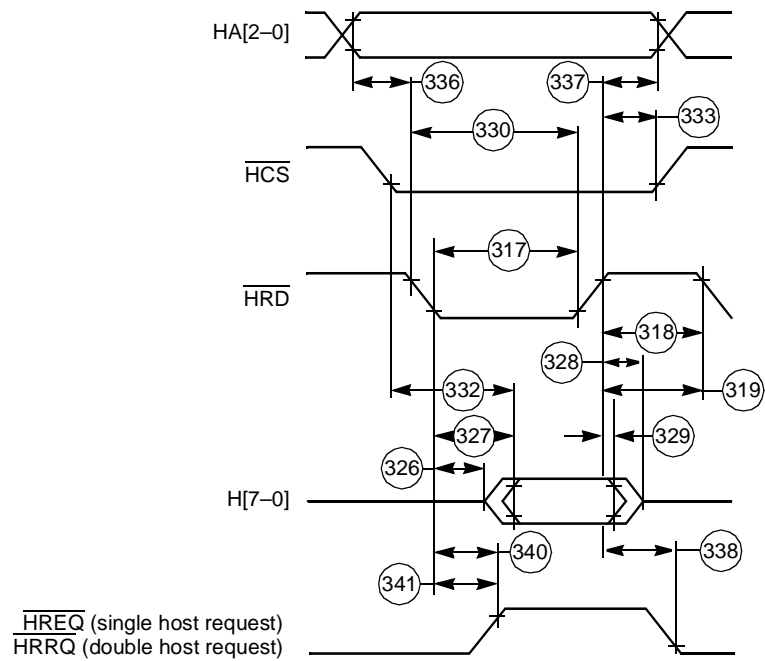 HA[2–0]
336
337
333
330
HCS
317
HRD
318
328
332
319
327
329
326
H[7–0]
340
338
341
HREQ (single host request)
HRRQ (double host request)